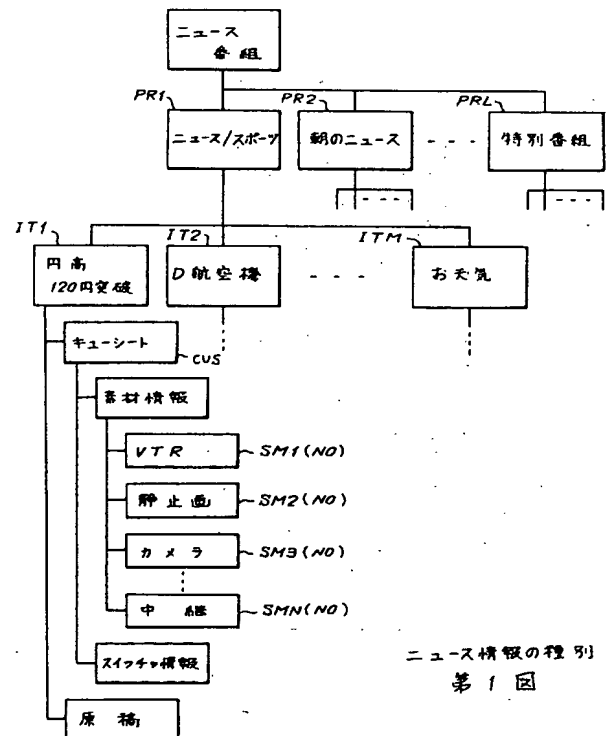 ニュース
番組
PR1
PR2
PRL
ニュース/スポーツ
朝のニュース
特別番組
IT1
IT2
ITM
円高
120円突破
D航空機
お天気
キューシート
CUS
素材情報
VTR
SM1(NO)
静止画
SM2(NO)
カメラ
SM3(NO)
中継
SMN(NO)
スイッチャ情報
原稿
ニュース情報の種別
第1図